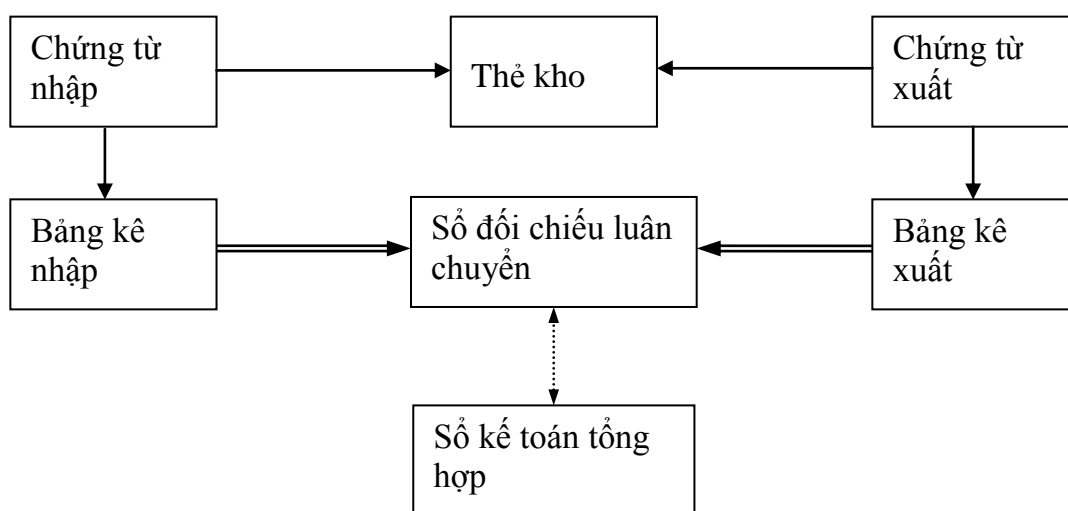 Chứng từ
nhập
Thẻ kho
Chứng từ
xuất
Bảng kê
nhập
Sổ đối chiếu luân
chuyển
Bảng kê
xuất
Sổ kế toán tổng
hợp